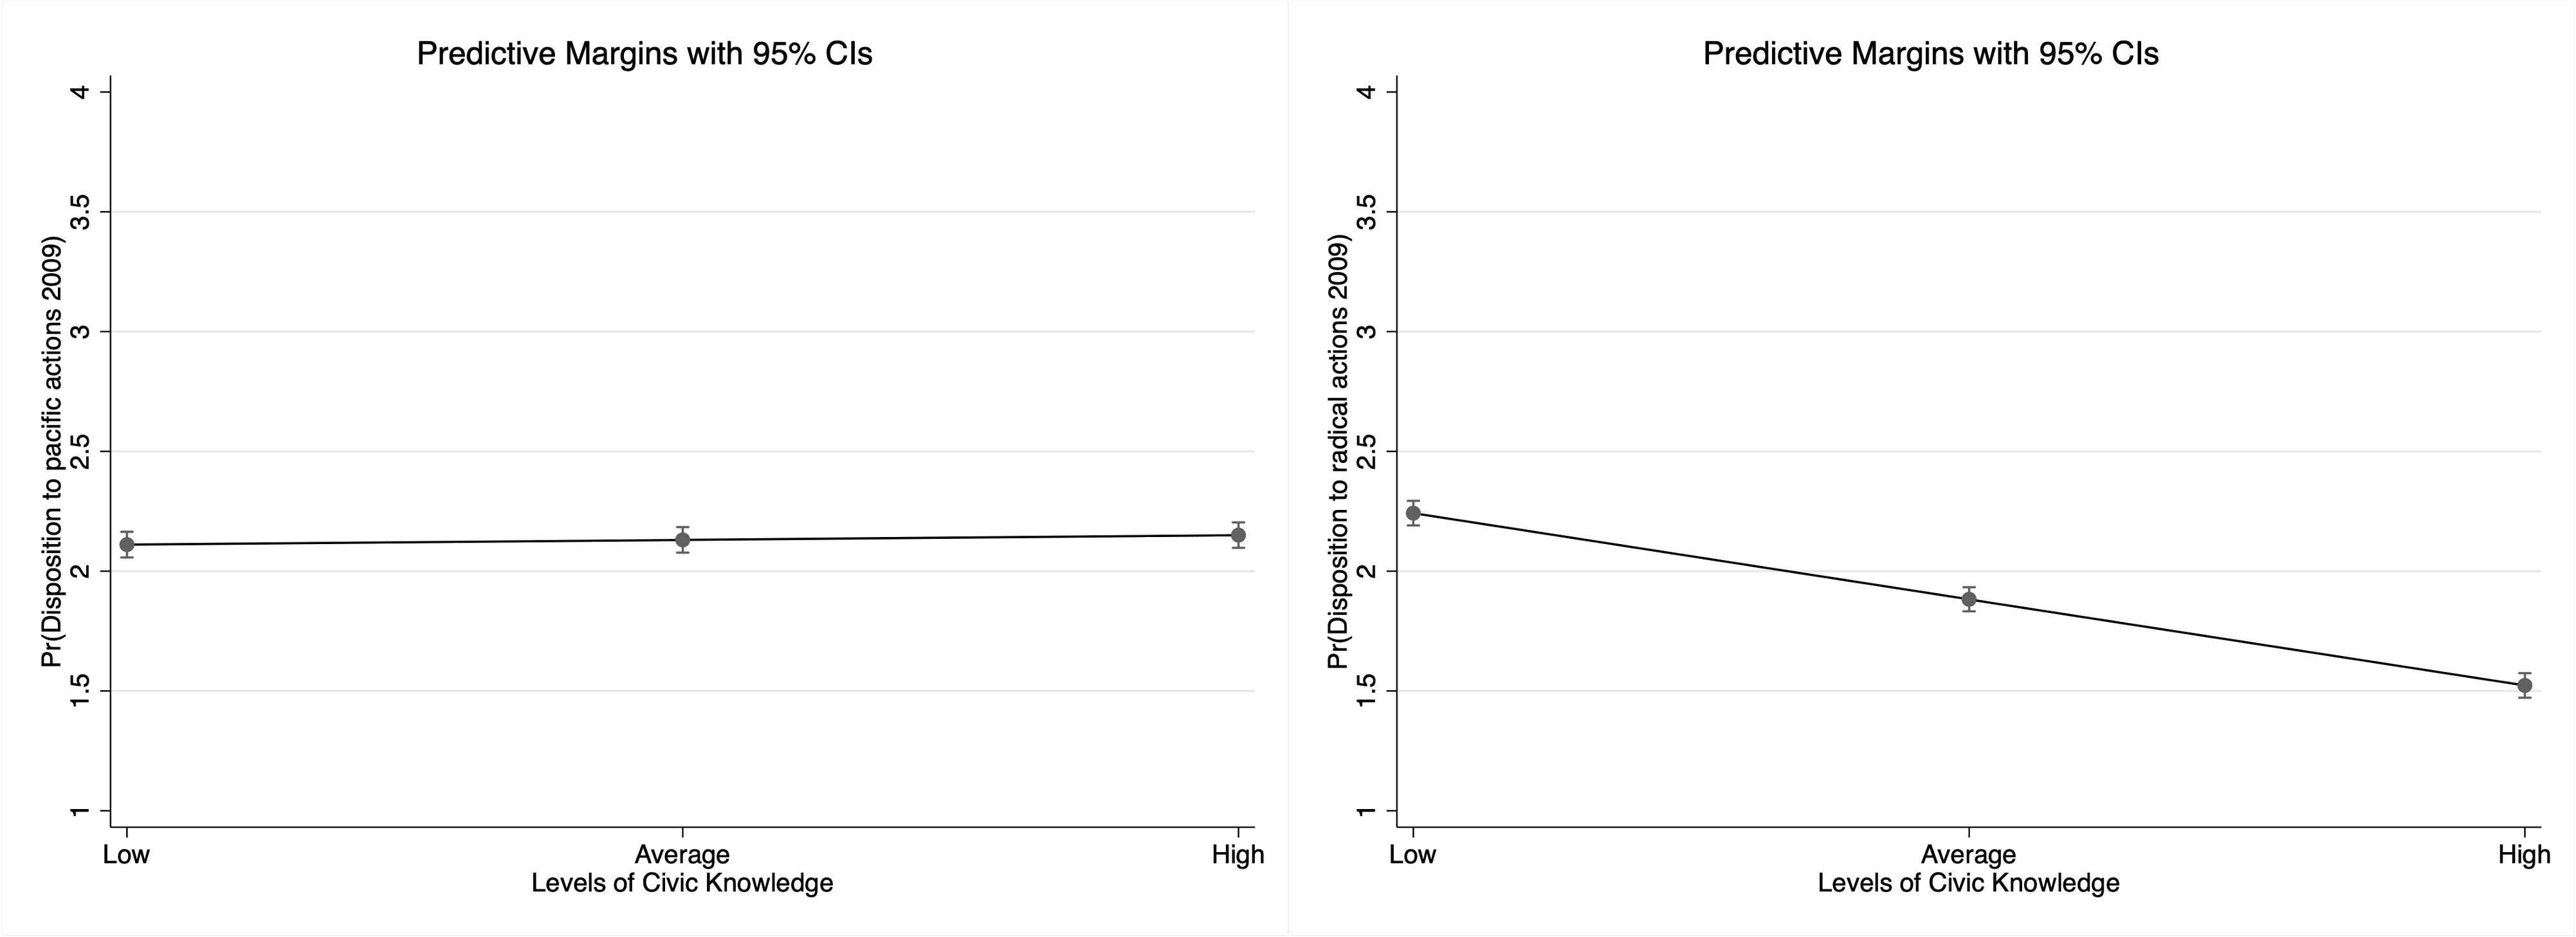 Predictive Margins with 95% CIs
Pr(Disposition to pacific actions 2009)
4
3.5
3
2.5
2
1.5
1
Low Average High
Levels of Civic Knowledge
Predictive Margins with 95% CIs
Pr(Disposition to radical actions 2009)
4
3.5
3
2.5
2
1.5
1
Low Average High
Levels of Civic Knowledge